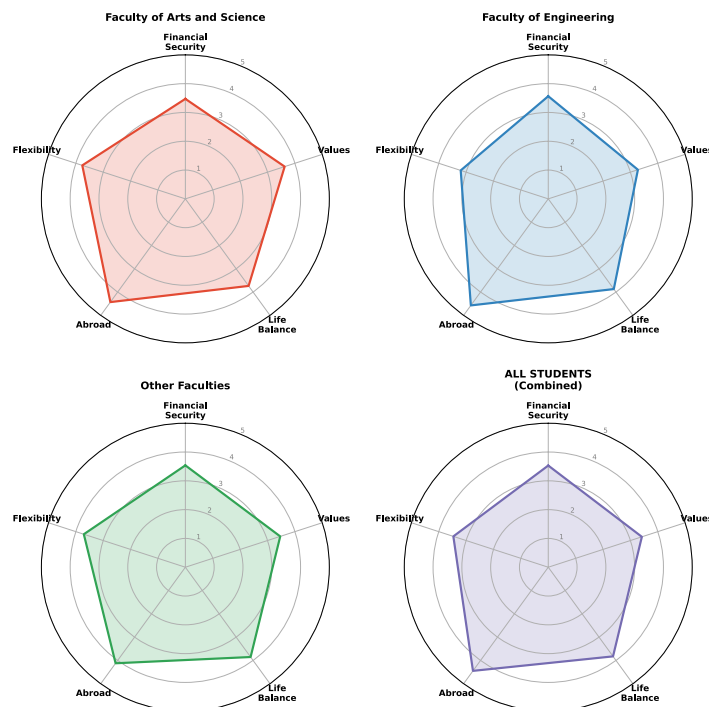 Faculty of Arts and Science
Financial
Security
5
4
3
2
1
Flexibility
Values
Abroad
Life
Balance
Faculty of Engineering
Financial
Security
5
4
3
2
1
Flexibility
Values
Abroad
Life
Balance
Other Faculties
Financial
Security
5
4
3
2
1
Flexibility
Values
Abroad
Life
Balance
ALL STUDENTS
(Combined)
Financial
Security
5
4
3
2
1
Flexibility
Values
Abroad
Life
Balance